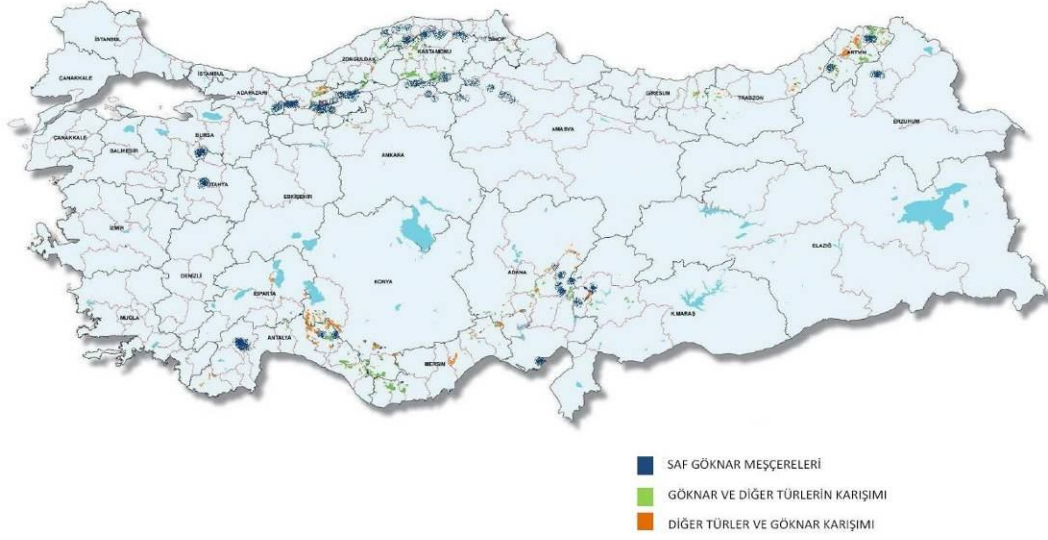 İSTANBUL
SİNOP
KASTAMONU
ZONGULDAK
ARTVİN
ÇANAKKALE
İSTANBUL
ADAPAZARI
GİRESUN
TRABZON
ERZURUM
ÇANAKKALE
BURSA
AMASYA
BALIKESİR
ANKARA
KÜTAHYA
ESKİŞEHİR
İZMİR
ELAZIĞ
DENİZLİ
KONYA
ADANA
ISPARTA
MUĞLA
K.MARAŞ
ANTALYA
MERSİN
SAF GÖKNAR MEŞÇERELERİ
GÖKNAR VE DİĞER TÜRLERİN KARIŞIMI
DİĞER TÜRLER VE GÖKNAR KARIŞIMI